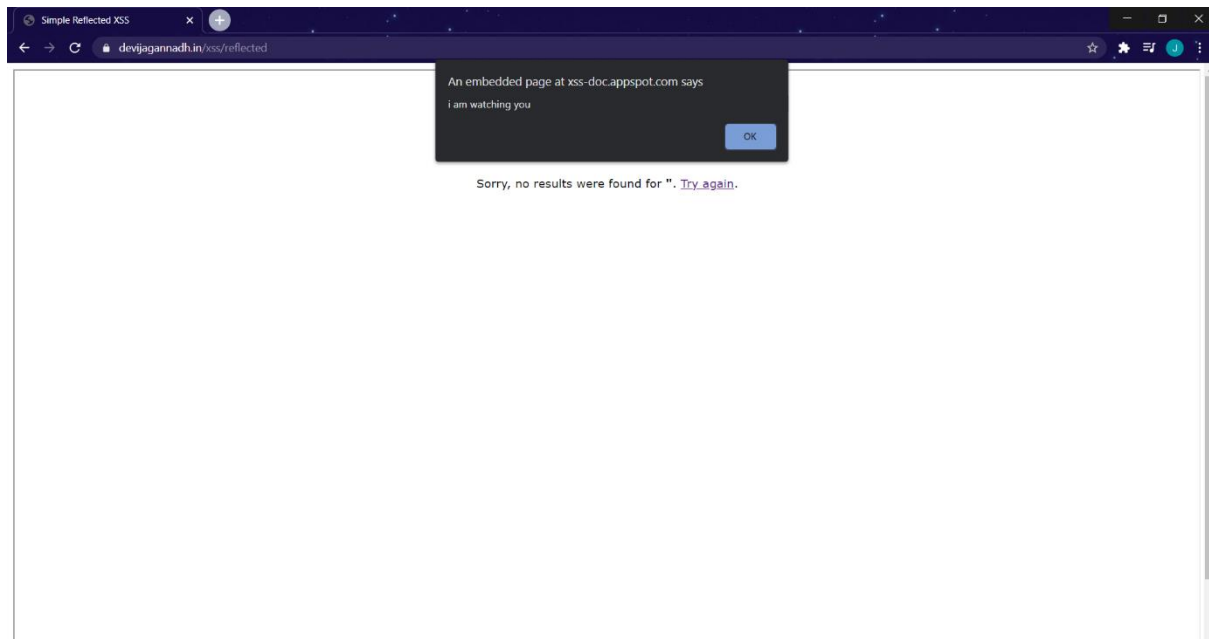 Simple Reflected XSS
devijagannadh.in/xss/reflected
J
An embedded page at xss-doc.appspot.com says
i am watching you
OK
Sorry, no results were found for ". Try again.